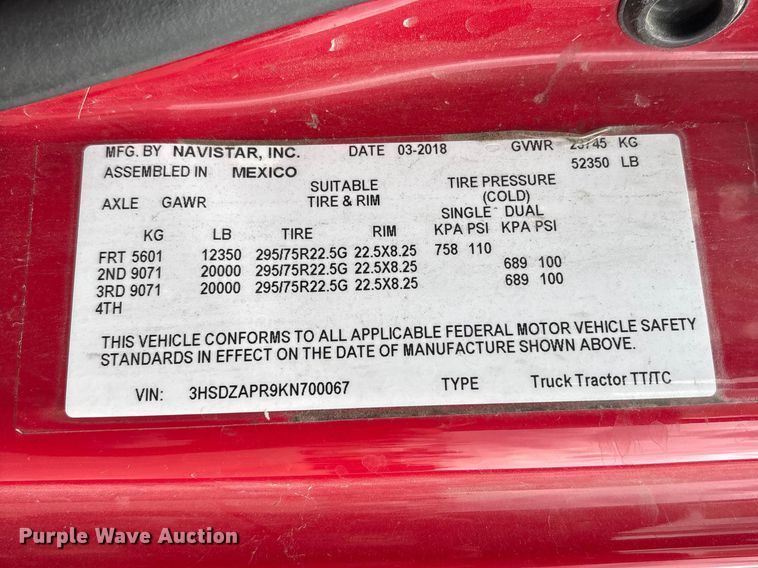 MFG. BY NAVISTAR, INC. DATE 03-2018 GVWR 23745 KG
ASSEMBLED IN MEXICO 52350 LB
SUITABLE TIRE PRESSURE
AXLE GAWR TIRE & RIM (COLD)
SINGLE DUAL
KG LB TIRE RIM KPA PSI KPA PSI
FRT 5601 12350 295/75R22.5G 22.5X8.25 758 110
2ND 9071 20000 295/75R22.5G 22.5X8.25 689 100
3RD 9071 20000 295/75R22.5G 22.5X8.25 689 100
4TH
THIS VEHICLE CONFORMS TO ALL APPLICABLE FEDERAL MOTOR VEHICLE SAFETY
STANDARDS IN EFFECT ON THE DATE OF MANUFACTURE SHOWN ABOVE.
VIN: 3HSDZAPR9KN700067 TYPE Truck Tractor TT/TC
Purple Wave Auction®